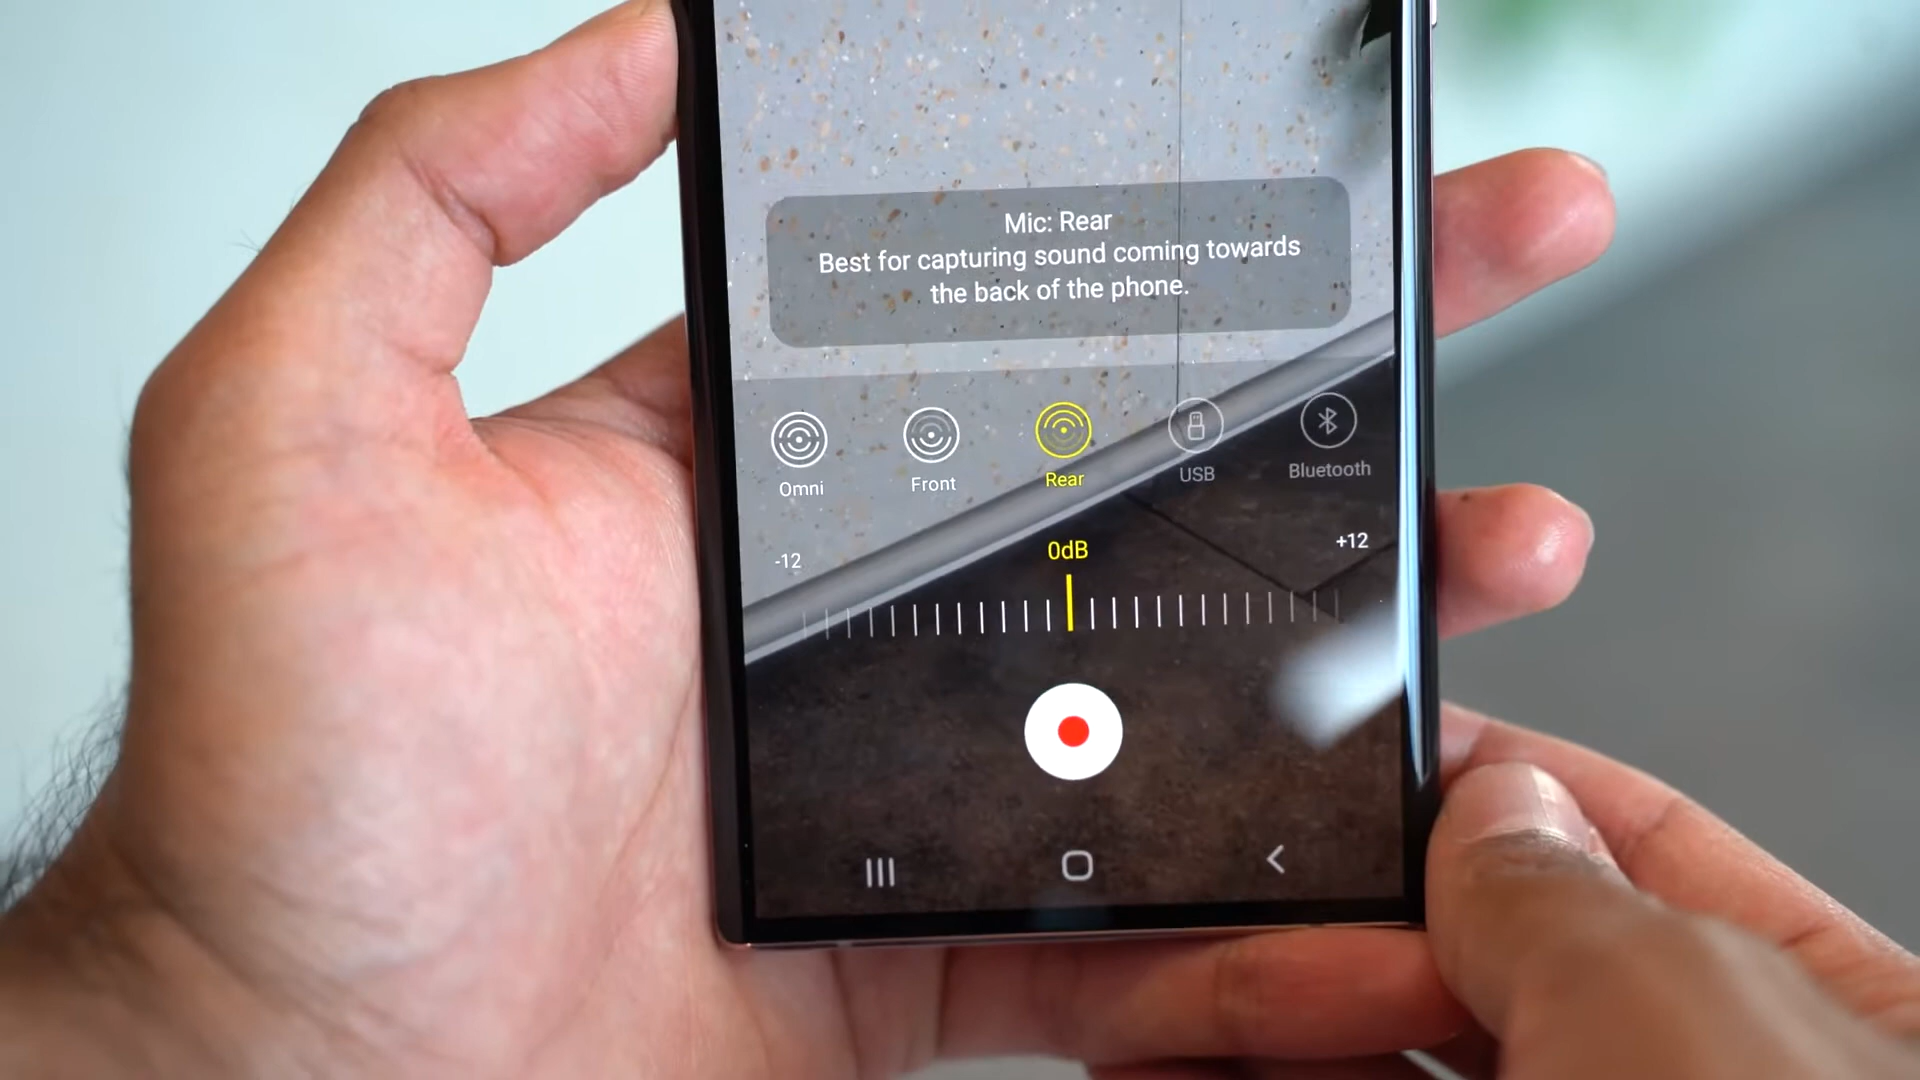 Mic: Rear
Best for capturing sound coming towards
the back of the phone.
Omni
Front
Rear
USB
Bluetooth
-12
0dB
+12